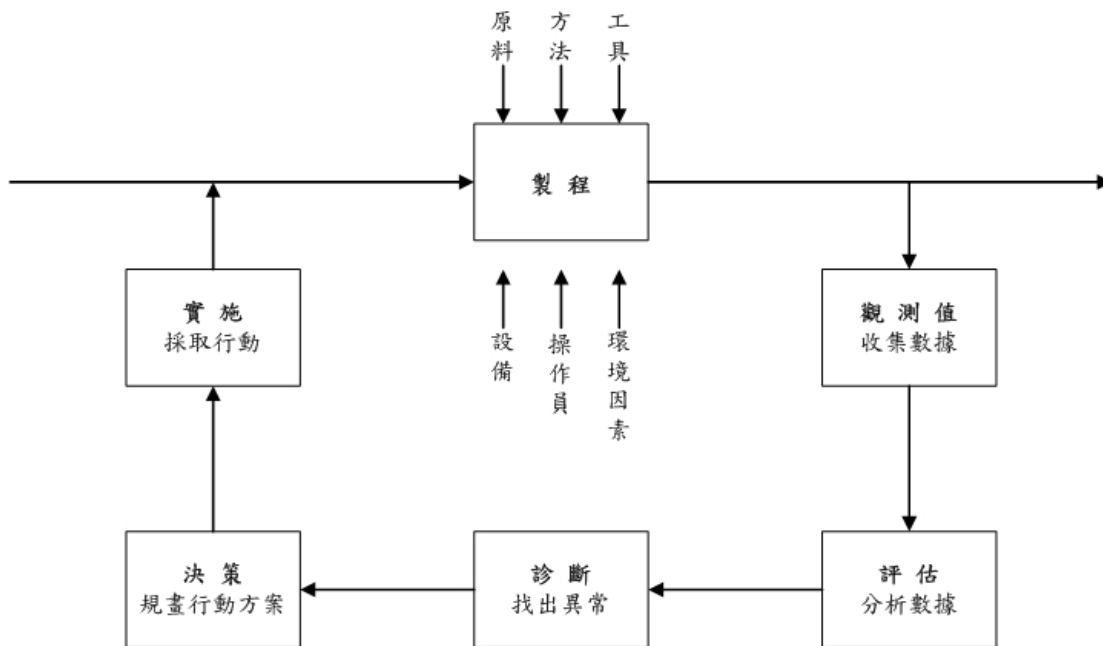 原料
方法
工具
製程
實施
採取行動
設備
操作員
環境因素
觀測值
收集數據
決策
規畫行動方案
診斷
找出異常
評估
分析數據